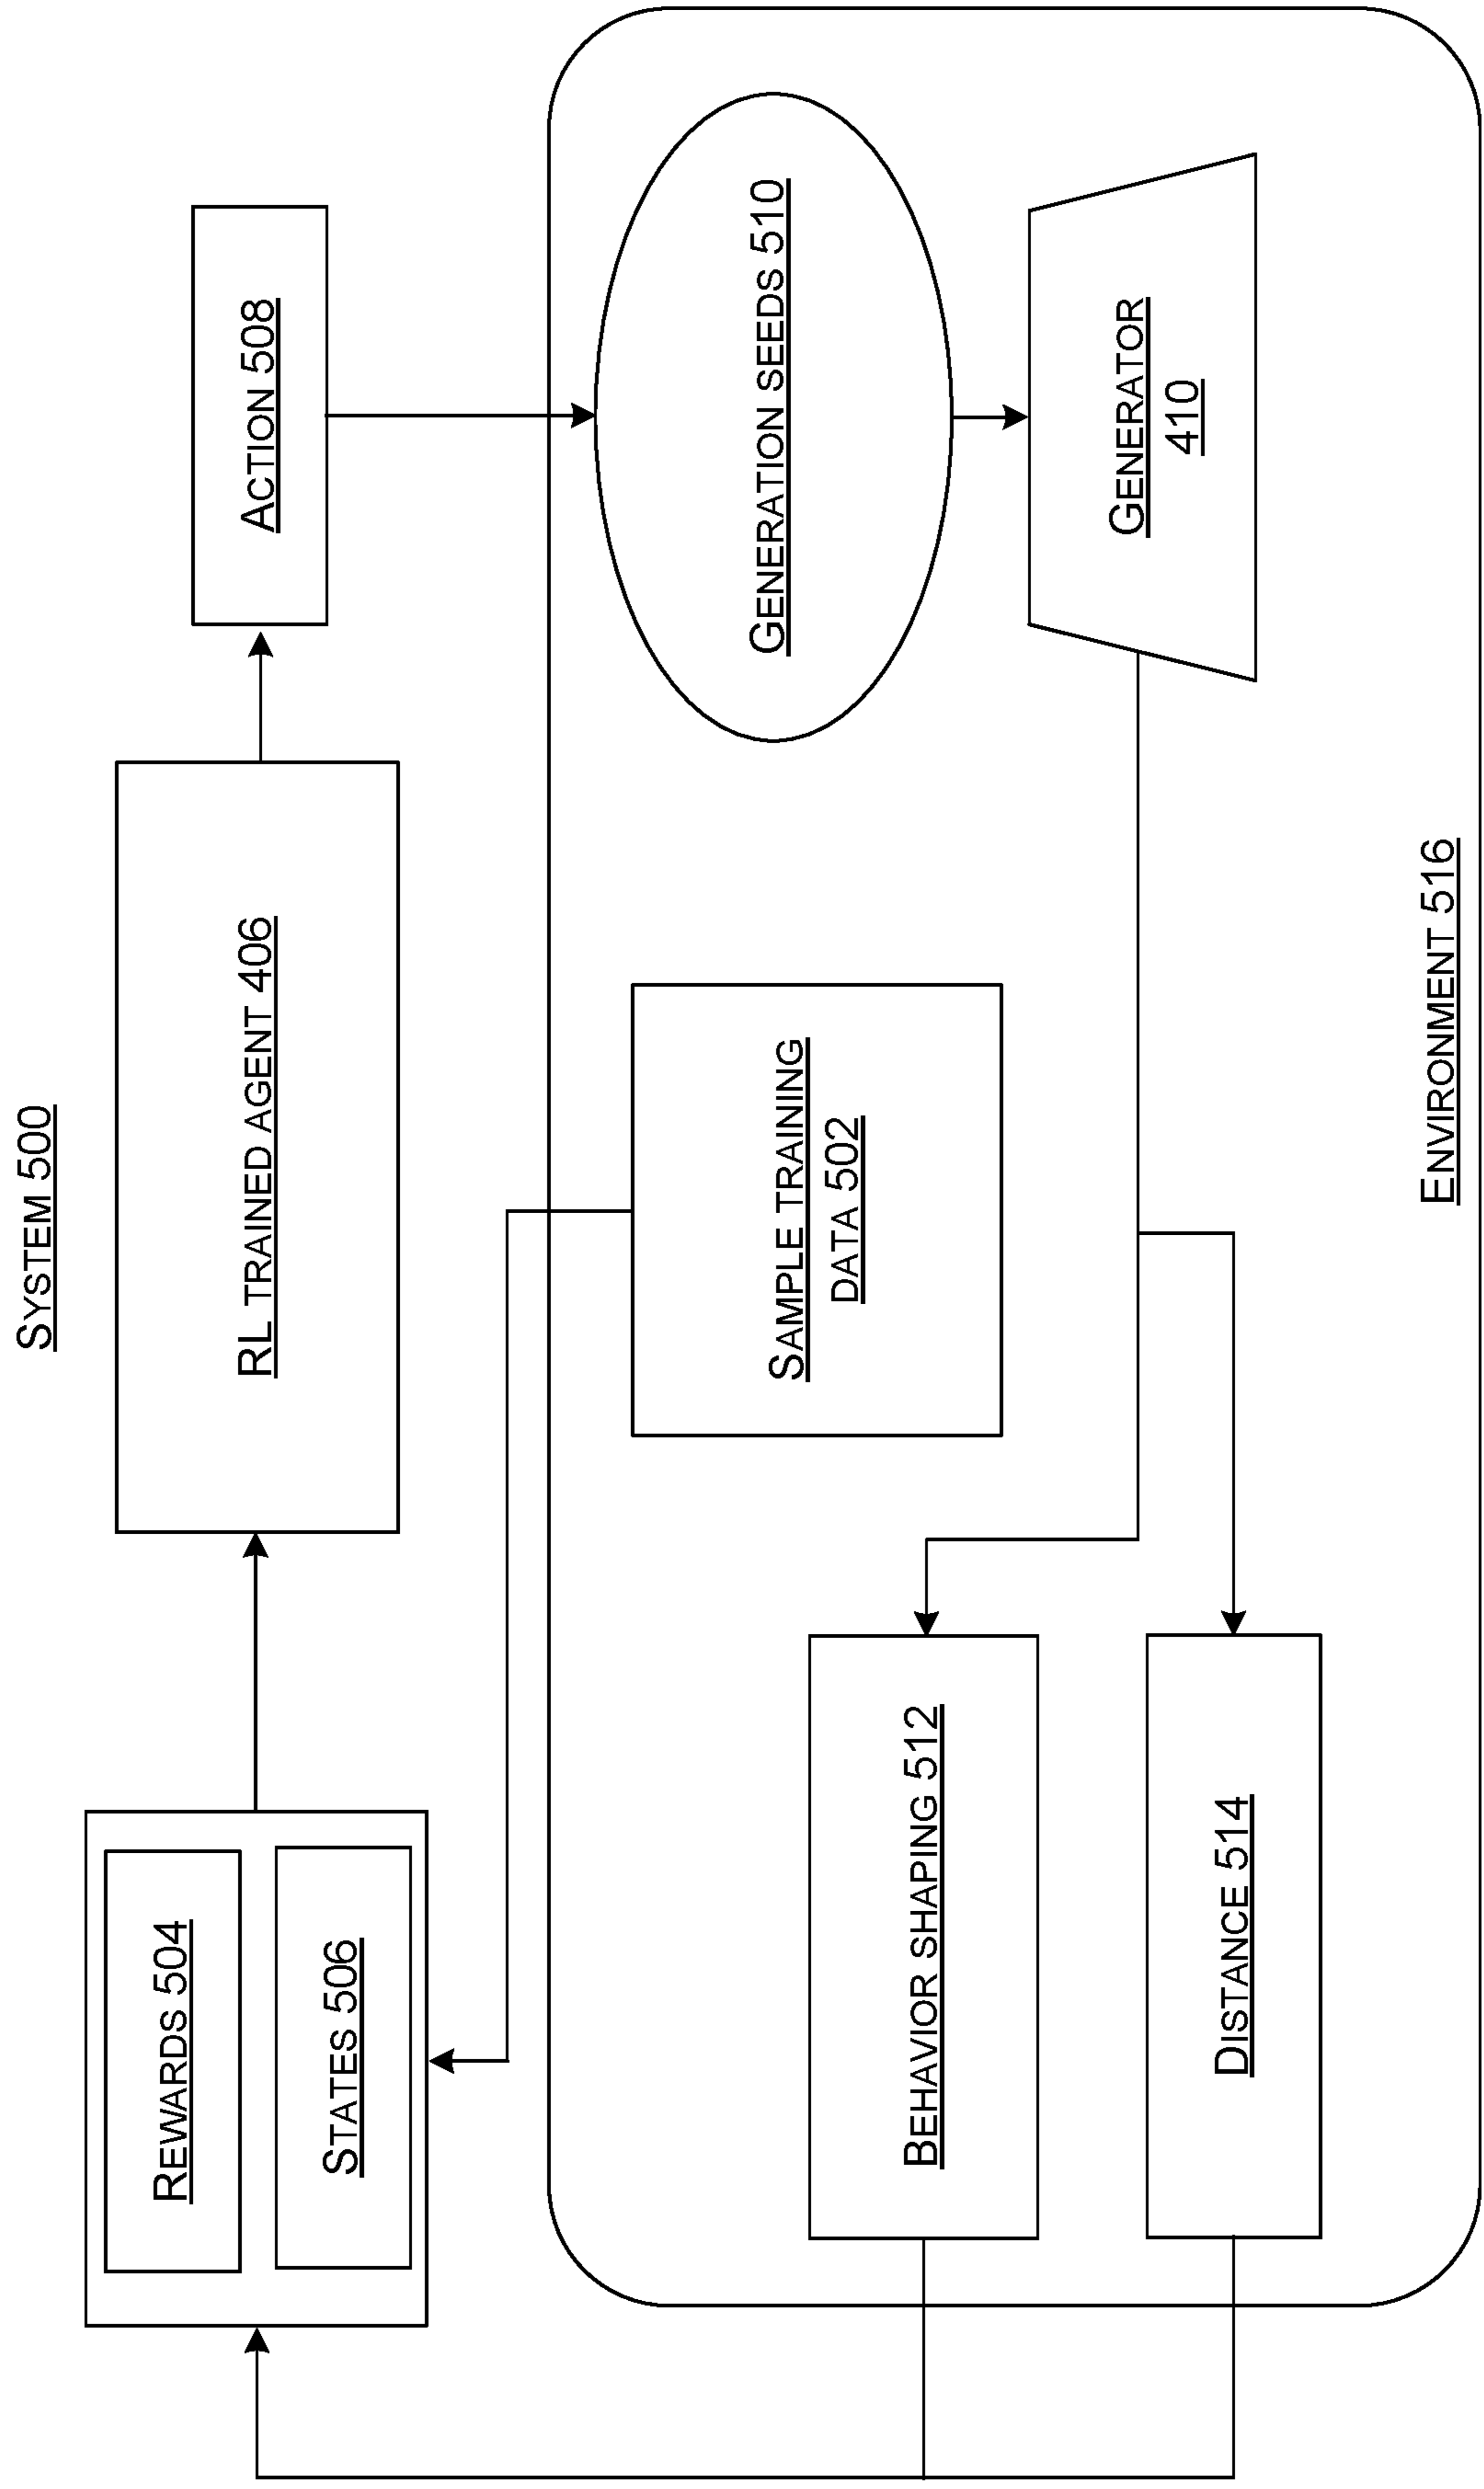 SYSTEM 500
REWARDS 504
STATES 506
RL TRAINED AGENT 406
ACTION 508
BEHAVIOR SHAPING 512
DISTANCE 514
SAMPLE TRAINING
DATA 502
GENERATION SEEDS 510
GENERATOR
410
ENVIRONMENT 516